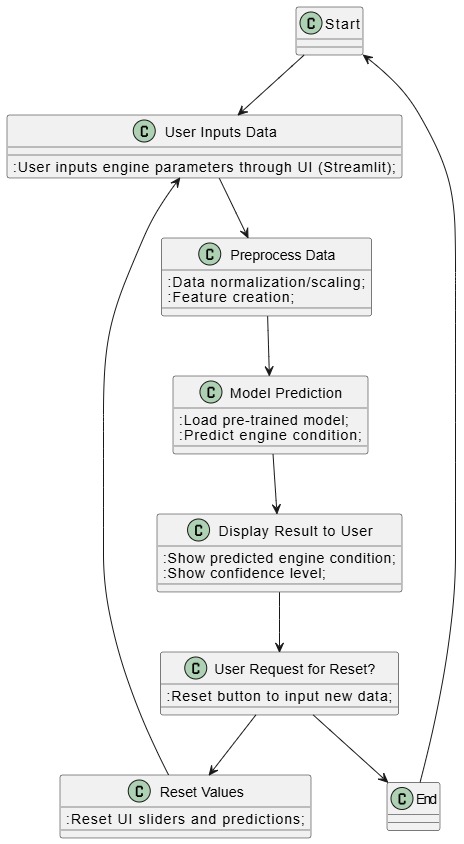 C Start
C User Inputs Data
:User inputs engine parameters through UI (Streamlit);
C Preprocess Data
:Data normalization/scaling;
:Feature creation;
C Model Prediction
:Load pre-trained model;
:Predict engine condition;
C Display Result to User
:Show predicted engine condition;
:Show confidence level;
C User Request for Reset?
:Reset button to input new data;
C Reset Values
:Reset UI sliders and predictions;
C End